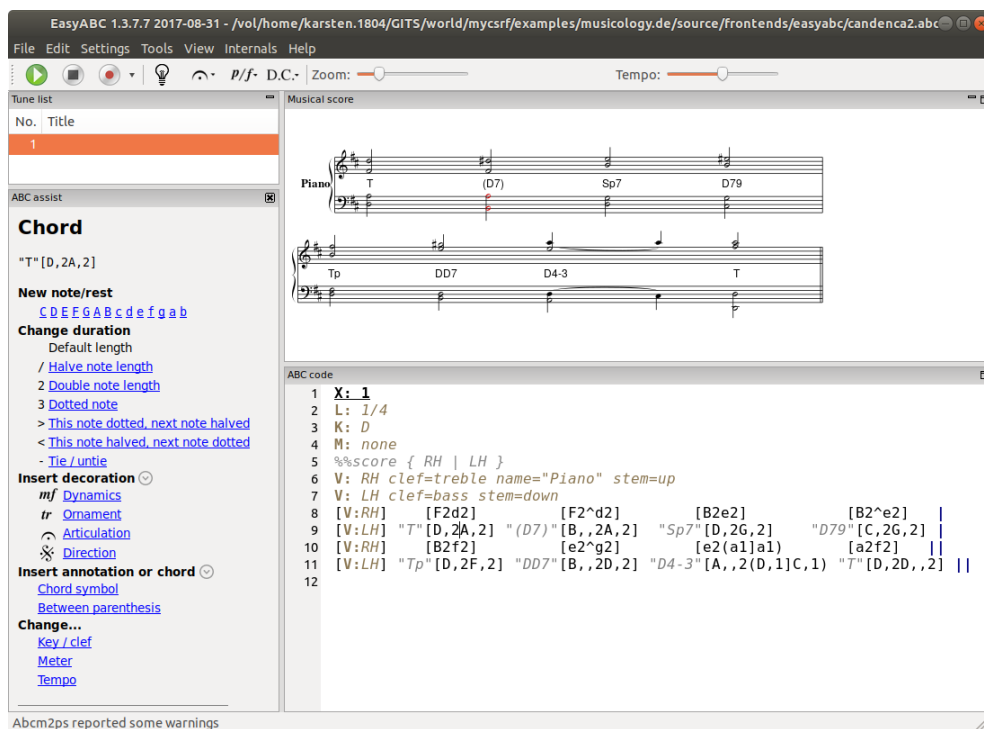 EasyABC 1.3.7.7 2017-08-31 - /vol/home/karsten.1804/GITS/world/mycsrf/examples/musicology.de/source/frontends/easyabc/candenca2.abc
File Edit Settings Tools View Internals Help
p/f- D.C.- Zoom: Tempo:
Tune list
No. Title
1
ABC assist
Chord
"T"[D,2A,2]
New note/rest
C D E F G A B c d e f g a b
Change duration
Default length
/ Halve note length
2 Double note length
3 Dotted note
> This note dotted, next note halved
< This note halved, next note dotted
- Tie / untie
Insert decoration
mf Dynamics
tr Ornament
Articulation
Direction
Insert annotation or chord
Chord symbol
Between parenthesis
Change...
Key / clef
Meter
Tempo
Musical score
Piano T (D7) Sp7 D79
Tp DD7 D4-3 T
ABC code
1 X: 1
2 L: 1/4
3 K: D
4 M: none
5 %%score { RH | LH }
6 V: RH clef=treble name="Piano" stem=up
7 V: LH clef=bass stem=down
8 [V:RH] [F2d2] [F2^d2] [B2e2] [B2^e2] |
9 [V:LH] "T"[D,2A,2] "(D7)"[B,,2A,2] "Sp7"[D,2G,2] "D79"[C,2G,2] |
10 [V:RH] [B2f2] [e2^g2] [e2(a1]a1) [a2f2] ||
11 [V:LH] "Tp"[D,2F,2] "DD7"[B,,2D,2] "D4-3"[A,,2(D,1]C,1) "T"[D,2D,,2] ||
12
Abcm2ps reported some warnings